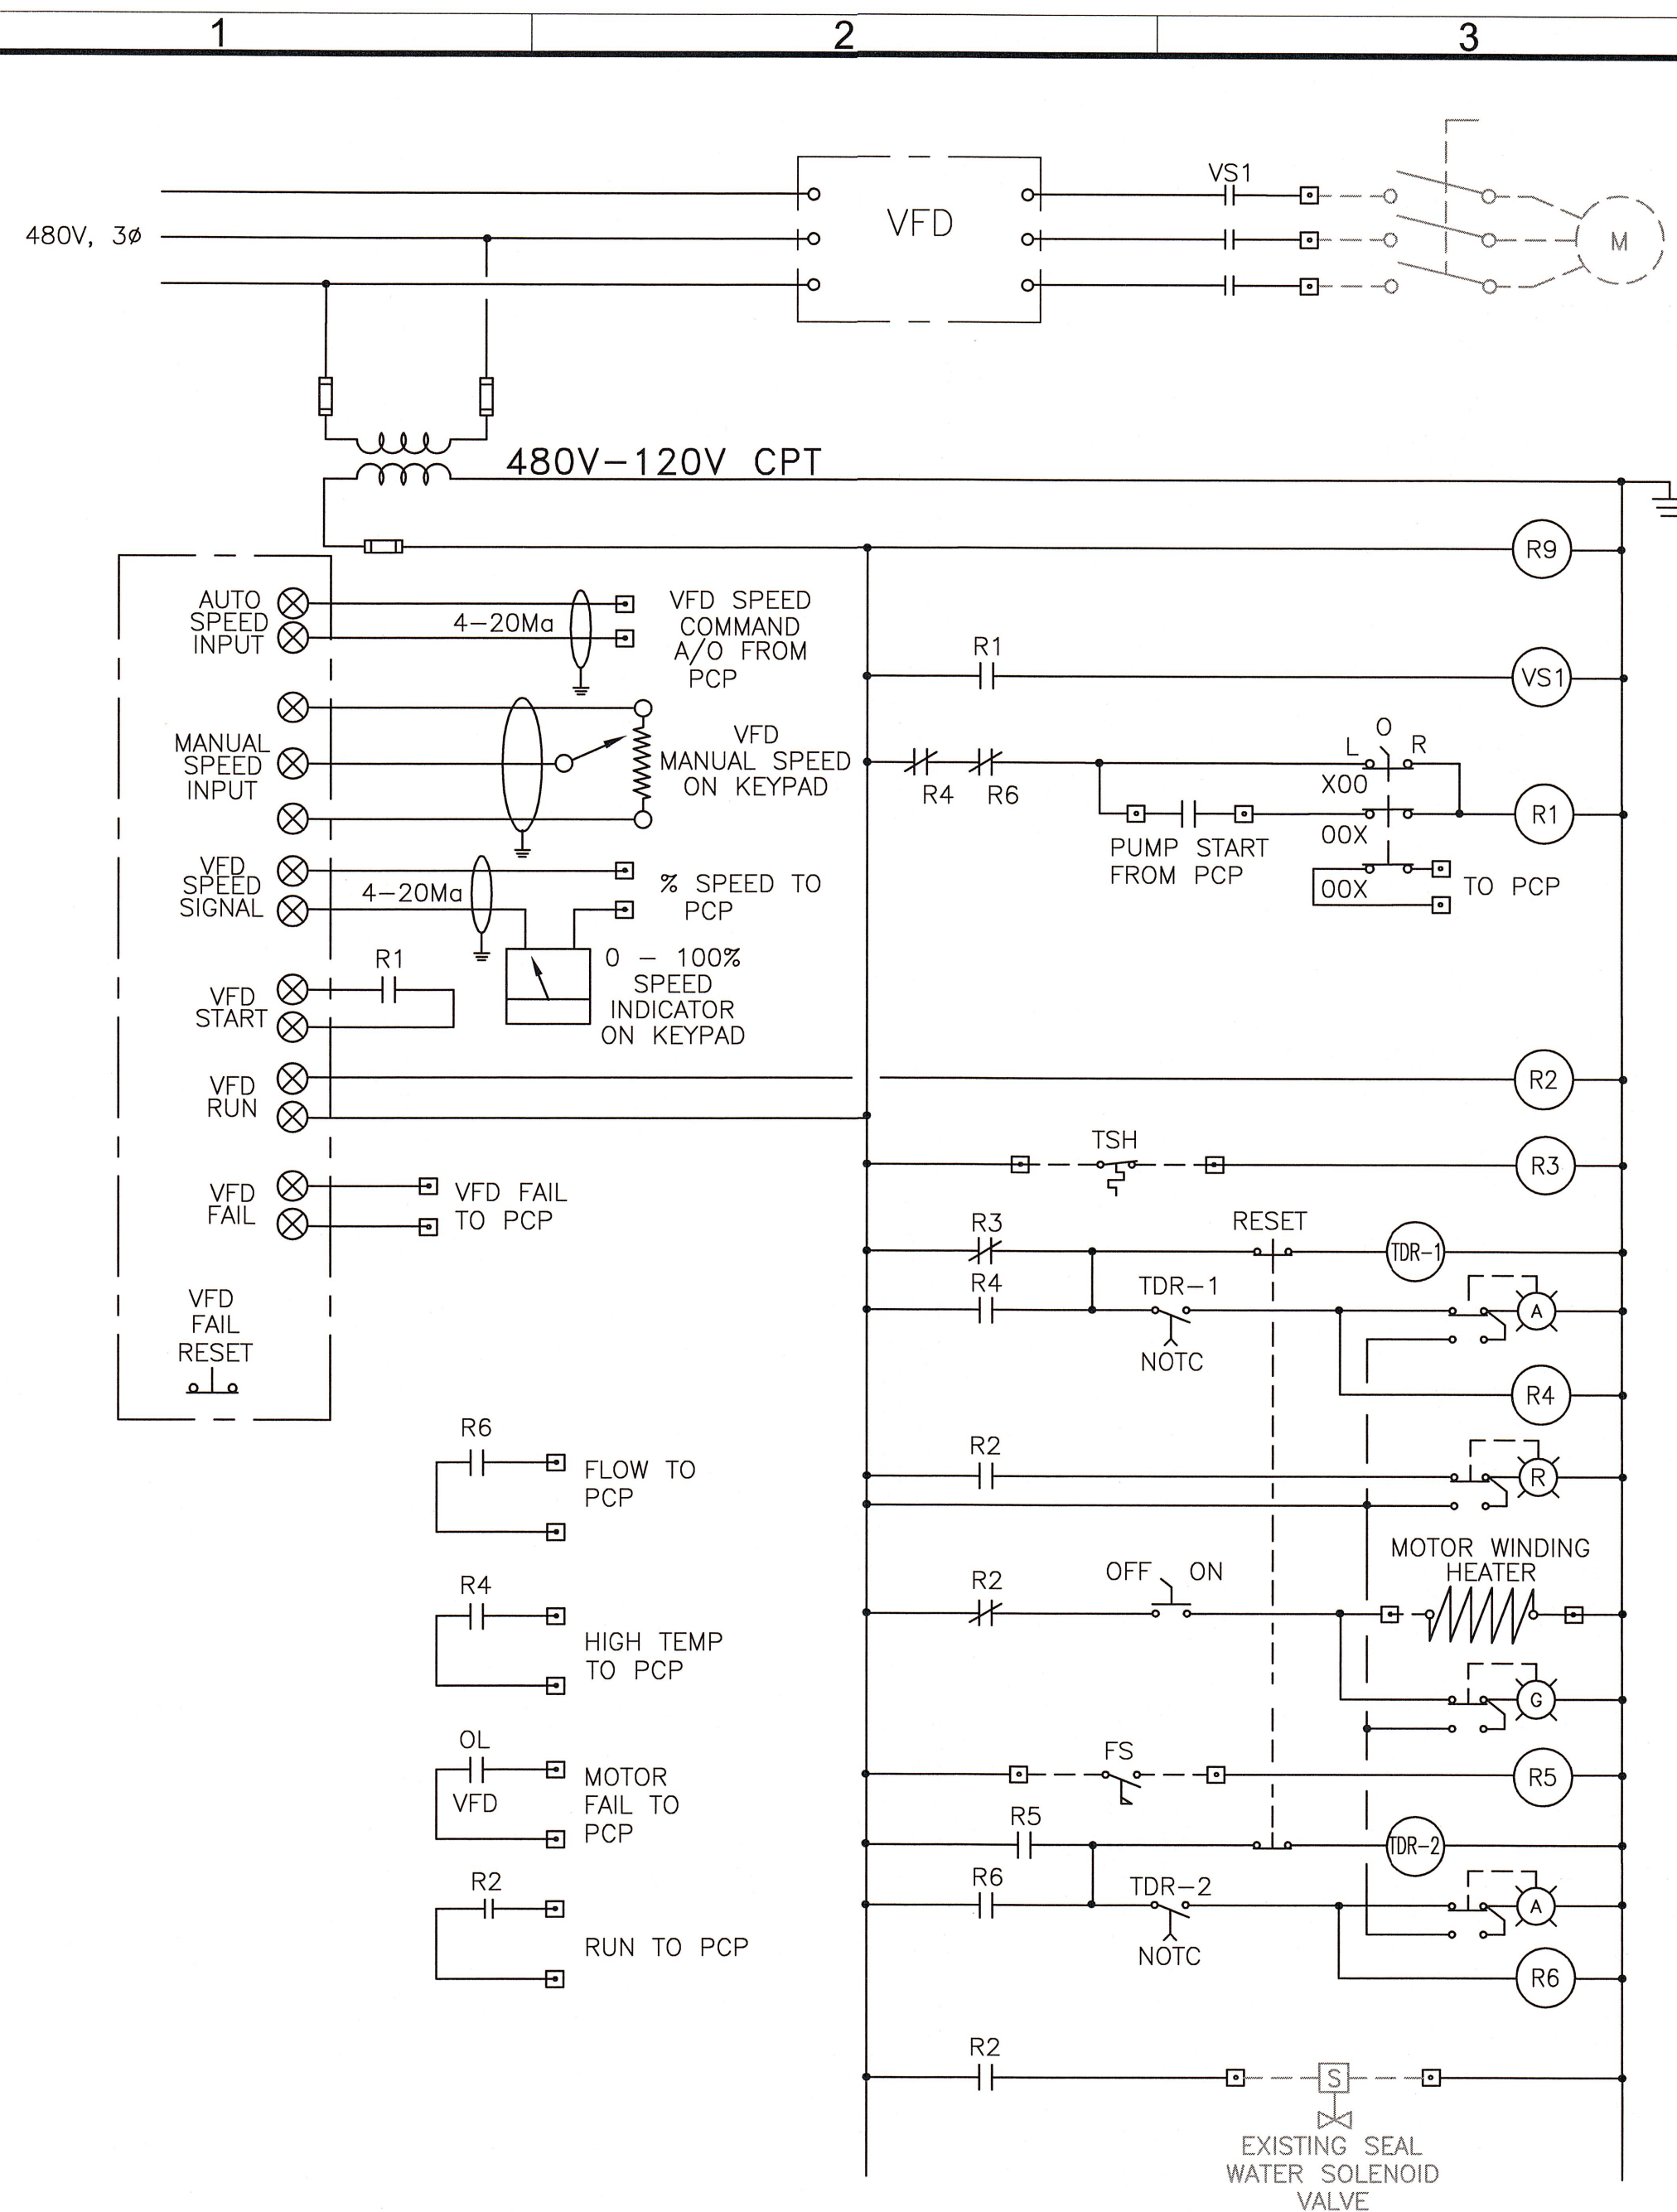 1
2
3
480V, 3ø
VFD
VS1
M
480V-120V CPT
R9
AUTO
SPEED
INPUT
4-20Ma
VFD SPEED
COMMAND
A/O FROM
PCP
R1
VS1
MANUAL
SPEED
INPUT
VFD
MANUAL SPEED
ON KEYPAD
R4
R6
L
O
R
X00
00X
00X
R1
PUMP START
FROM PCP
TO PCP
VFD
SPEED
SIGNAL
4-20Ma
% SPEED TO
PCP
0 - 100%
SPEED
INDICATOR
ON KEYPAD
R1
VFD
START
VFD
RUN
R2
TSH
R3
VFD
FAIL
VFD FAIL
TO PCP
R3
RESET
TDR-1
R4
TDR-1
NOTC
A
R4
VFD
FAIL
RESET
R6
FLOW TO
PCP
R2
R
R4
HIGH TEMP
TO PCP
R2
OFF
ON
MOTOR WINDING
HEATER
G
OL
VFD
MOTOR
FAIL TO
PCP
FS
R5
R5
TDR-2
R2
RUN TO PCP
R6
TDR-2
NOTC
A
R6
R2
S
EXISTING SEAL
WATER SOLENOID
VALVE